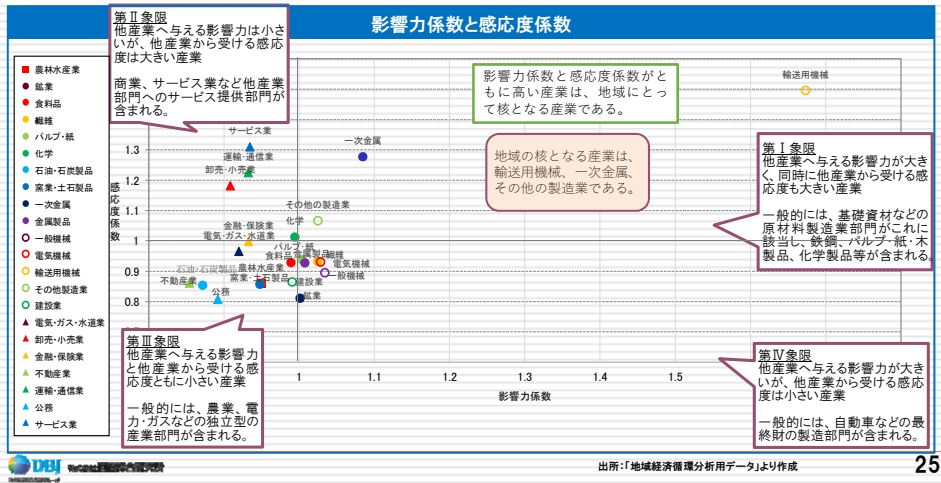 影響力係数と感応度係数
第Ⅱ象限
他産業へ与える影響力は小さ
いが、他産業から受ける感応
度は大きい産業
商業、サービス業など他産業
部門へのサービス提供部門が
含まれる。
農林水産業
鉱業
食料品
繊維
パルプ・紙
化学
石油・石炭製品
窯業・土石製品
一次金属
金属製品
一般機械
電気機械
輸送用機械
その他製造業
建設業
電気・ガス・水道業
卸売・小売業
金融・保険業
不動産業
運輸・通信業
公務
サービス業
感応度係数
1.3
1.2
1.1
1
0.9
0.8
影響力係数と感応度係数がと
もに高い産業は、地域にとっ
て核となる産業である。
地域の核となる産業は、
輸送用機械、一次金属、
その他の製造業である。
輸送用機械
一次金属
サービス業
運輸・通信業
卸売・小売業
その他の製造業
化学
金融・保険業
電気・ガス・水道業
パルプ・紙
食料品
金属製品
繊維
電気機械
一般機械
石油・石炭製品
農林水産業
窯業・土石製品
建設業
不動産業
公務
鉱業
第Ⅰ象限
他産業へ与える影響力が大き
く、同時に他産業から受ける感
応度も大きい産業
一般的には、基礎資材などの
原材料製造業部門がこれに
該当し、鉄鋼、パルプ・紙・木
製品、化学製品等が含まれる。
第Ⅲ象限
他産業へ与える影響力
と他産業から受ける感
応度ともに小さい産業
一般的には、農業、電
力・ガスなどの独立型の
産業部門が含まれる。
1
1.1
1.2
1.3
1.4
1.5
影響力係数
第Ⅳ象限
他産業へ与える影響力が大き
いが、他産業から受ける感応
度は小さい産業
一般的には、自動車などの最
終財の製造部門が含まれる。
DBJ
出所：「地域経済循環分析用データ」より作成
25